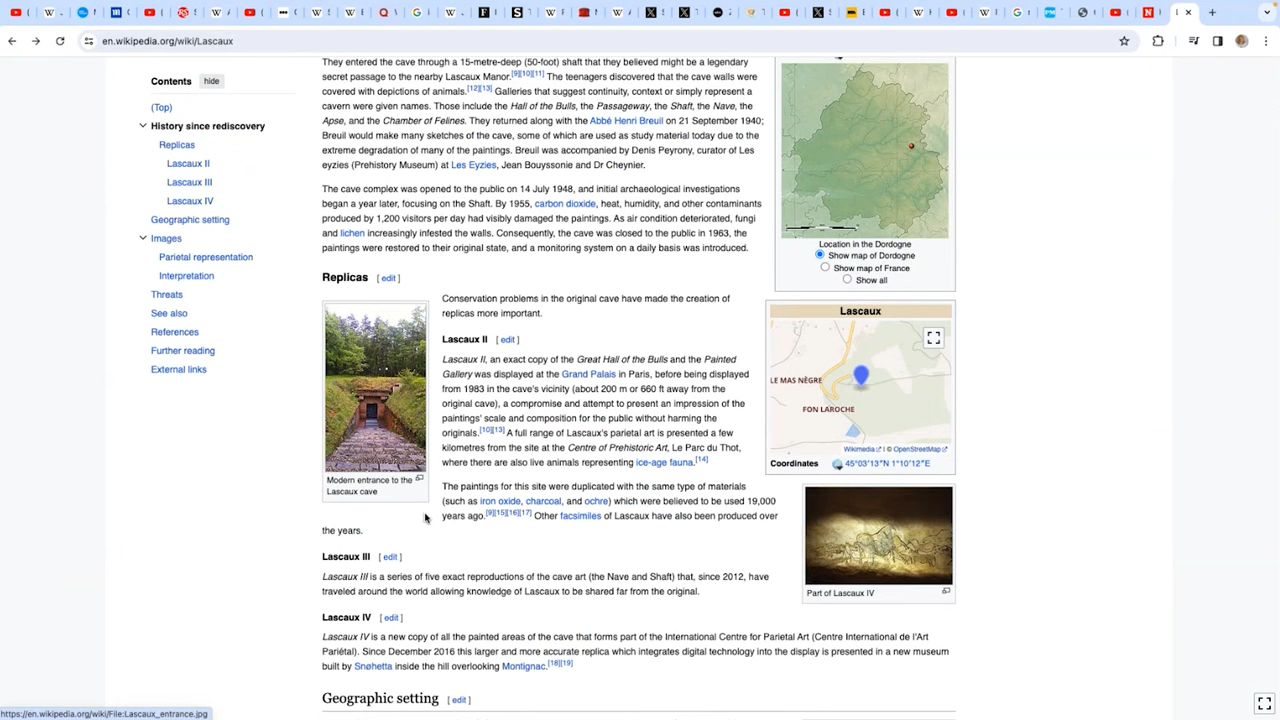 en.wikipedia.org/wiki/Lascaux
Contents hide
(Top)
History since rediscovery
Replicas
Lascaux II
Lascaux III
Lascaux IV
Geographic setting
Images
Parietal representation
Interpretation
Threats
See also
References
Further reading
External links
They entered the cave through a 15-metre-deep (50-foot) shaft that they believed might be a legendary
secret passage to the nearby Lascaux Manor.[9][10][11] The teenagers discovered that the cave walls were
covered with depictions of animals.[12][13] Galleries that suggest continuity, context or simply represent a
cavern were given names. Those include the Hall of the Bulls, the Passageway, the Shaft, the Nave, the
Apse, and the Chamber of Felines. They returned along with the Abbé Henri Breuil on 21 September 1940;
Breuil would make many sketches of the cave, some of which are used as study material today due to the
extreme degradation of many of the paintings. Breuil was accompanied by Denis Peyrony, curator of Les
eyzies (Prehistory Museum) at Les Eyzies, Jean Bouyssonie and Dr Cheynier.
The cave complex was opened to the public on 14 July 1948, and initial archaeological investigations
began a year later, focusing on the Shaft. By 1955, carbon dioxide, heat, humidity, and other contaminants
produced by 1,200 visitors per day had visibly damaged the paintings. As air condition deteriorated, fungi
and lichen increasingly infested the walls. Consequently, the cave was closed to the public in 1963, the
paintings were restored to their original state, and a monitoring system on a daily basis was introduced.
Replicas [ edit ]
Modern entrance to the
Lascaux cave
Conservation problems in the original cave have made the creation of
replicas more important.
Lascaux II [ edit ]
Lascaux II, an exact copy of the Great Hall of the Bulls and the Painted
Gallery was displayed at the Grand Palais in Paris, before being displayed
from 1983 in the cave's vicinity (about 200 m or 660 ft away from the
original cave), a compromise and attempt to present an impression of the
paintings' scale and composition for the public without harming the
originals.[10][13] A full range of Lascaux's parietal art is presented a few
kilometres from the site at the Centre of Prehistoric Art, Le Parc du Thot,
where there are also live animals representing ice-age fauna.[14]
The paintings for this site were duplicated with the same type of materials
(such as iron oxide, charcoal, and ochre) which were believed to be used 19,000
years ago.[9][15][16][17] Other facsimiles of Lascaux have also been produced over
the years.
Lascaux III [ edit ]
Lascaux III is a series of five exact reproductions of the cave art (the Nave and Shaft) that, since 2012, have
traveled around the world allowing knowledge of Lascaux to be shared far from the original.
Lascaux IV [ edit ]
Lascaux IV is a new copy of all the painted areas of the cave that forms part of the International Centre for Parietal Art (Centre International de l'Art
Pariétal). Since December 2016 this larger and more accurate replica which integrates digital technology into the display is presented in a new museum
built by Snøhetta inside the hill overlooking Montignac.[18][19]
Geographic setting [ edit ]
Location in the Dordogne
Show map of Dordogne
Show map of France
Show all
Lascaux
LE MAS NÈGRE
FON LAROCHE
Wikimedia | © OpenStreetMap
Coordinates 45°03′13″N 1°10′12″E
Part of Lascaux IV
https://en.wikipedia.org/wiki/File:Lascaux_entrance.jpg